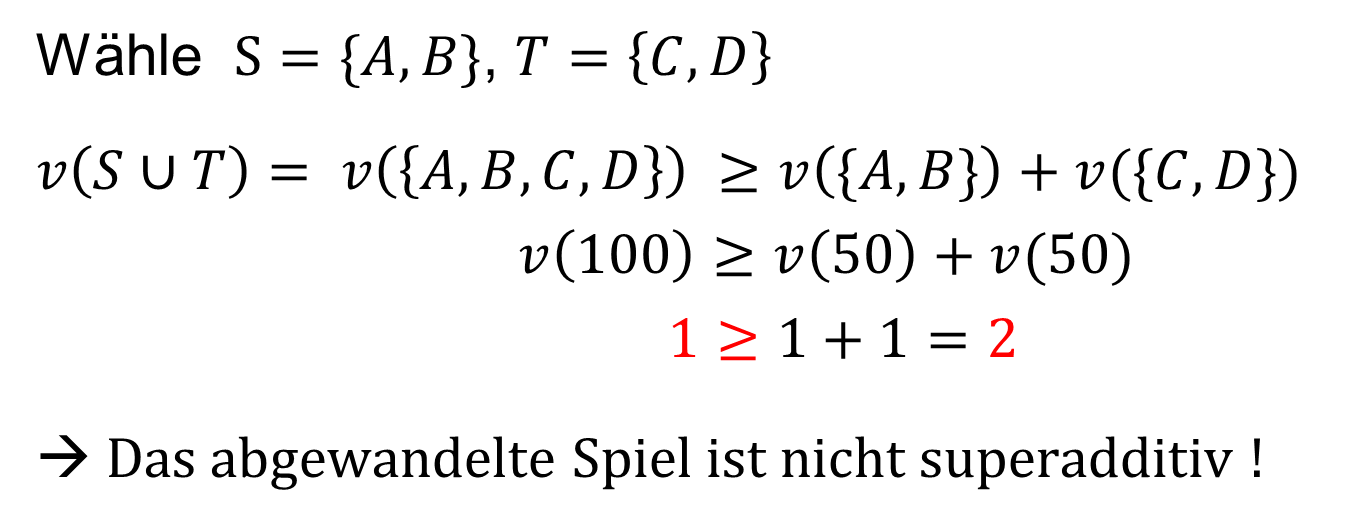 Wähle S = {A, B}, T = {C, D}
v(S ∪ T) = v({A, B, C, D}) ≥ v({A, B}) + v({C, D})
v(100) ≥ v(50) + v(50)
1 ≥ 1 + 1 = 2
→ Das abgewandelte Spiel ist nicht superadditiv !